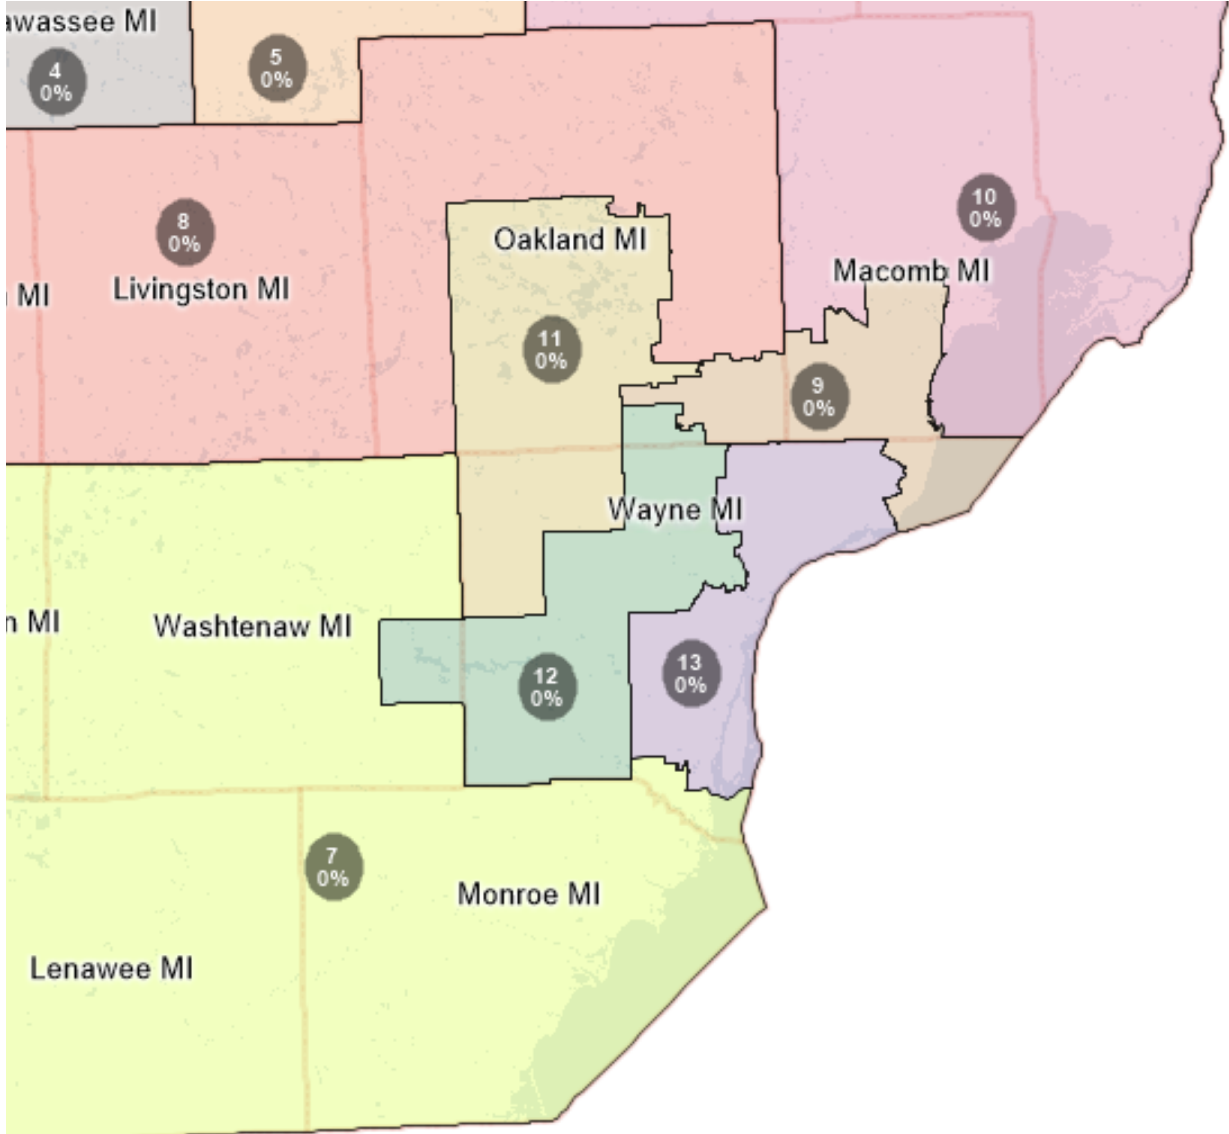 awassee MI
4
0%
5
0%
8
0%
10
0%
Oakland MI
Macomb MI
MI
Livingston MI
11
0%
9
0%
Wayne MI
n MI
Washtenaw MI
12
0%
13
0%
7
0%
Monroe MI
Lenawee MI